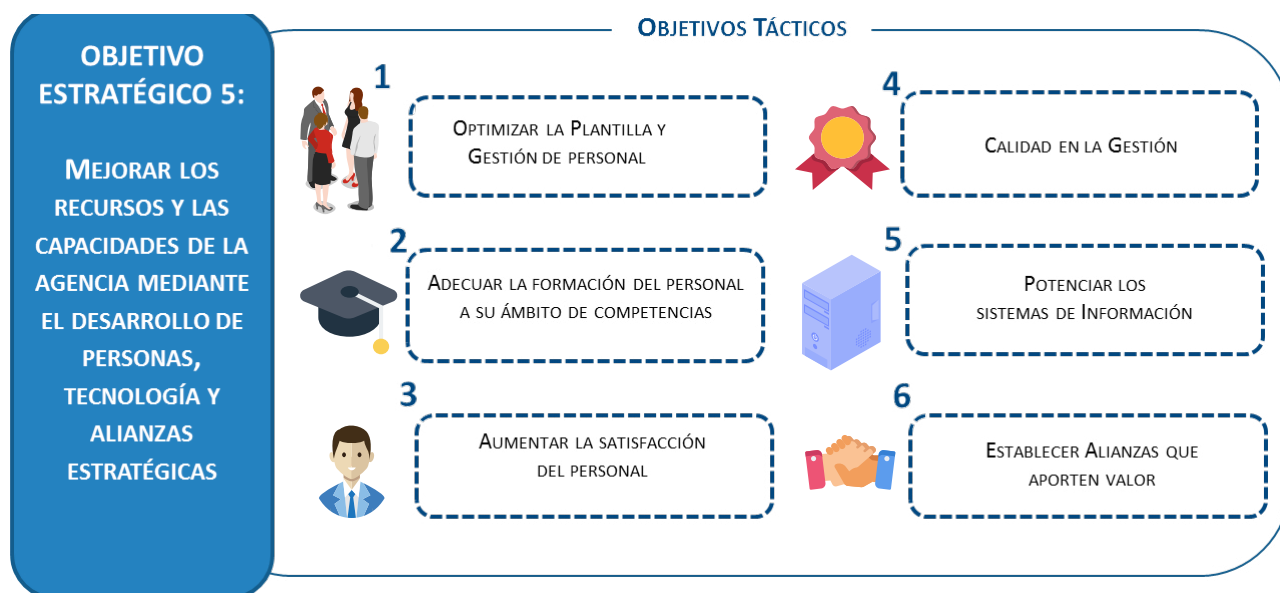 OBJETIVO
ESTRATÉGICO 5:
MEJORAR LOS
RECURSOS Y LAS
CAPACIDADES DE LA
AGENCIA MEDIANTE
EL DESARROLLO DE
PERSONAS,
TECNOLOGÍA Y
ALIANZAS
ESTRATÉGICAS
OBJETIVOS TÁCTICOS
1
OPTIMIZAR LA PLANTILLA Y
GESTIÓN DE PERSONAL
2
ADECUAR LA FORMACIÓN DEL PERSONAL
A SU ÁMBITO DE COMPETENCIAS
3
AUMENTAR LA SATISFACCIÓN
DEL PERSONAL
4
CALIDAD EN LA GESTIÓN
5
POTENCIAR LOS
SISTEMAS DE INFORMACIÓN
6
ESTABLECER ALIANZAS QUE
APORTEN VALOR